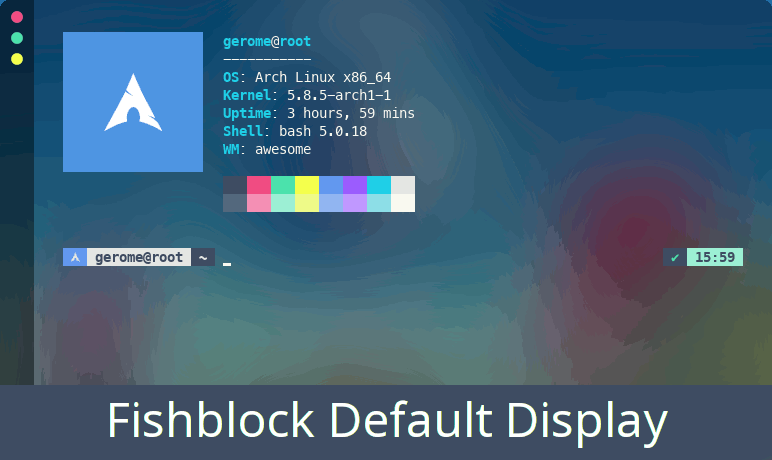 gerome@root
-----------
OS: Arch Linux x86_64
Kernel: 5.8.5-arch1-1
Uptime: 3 hours, 59 mins
Shell: bash 5.0.18
WM: awesome
gerome@root ~ _ ✔ 15:59
Fishblock Default Display